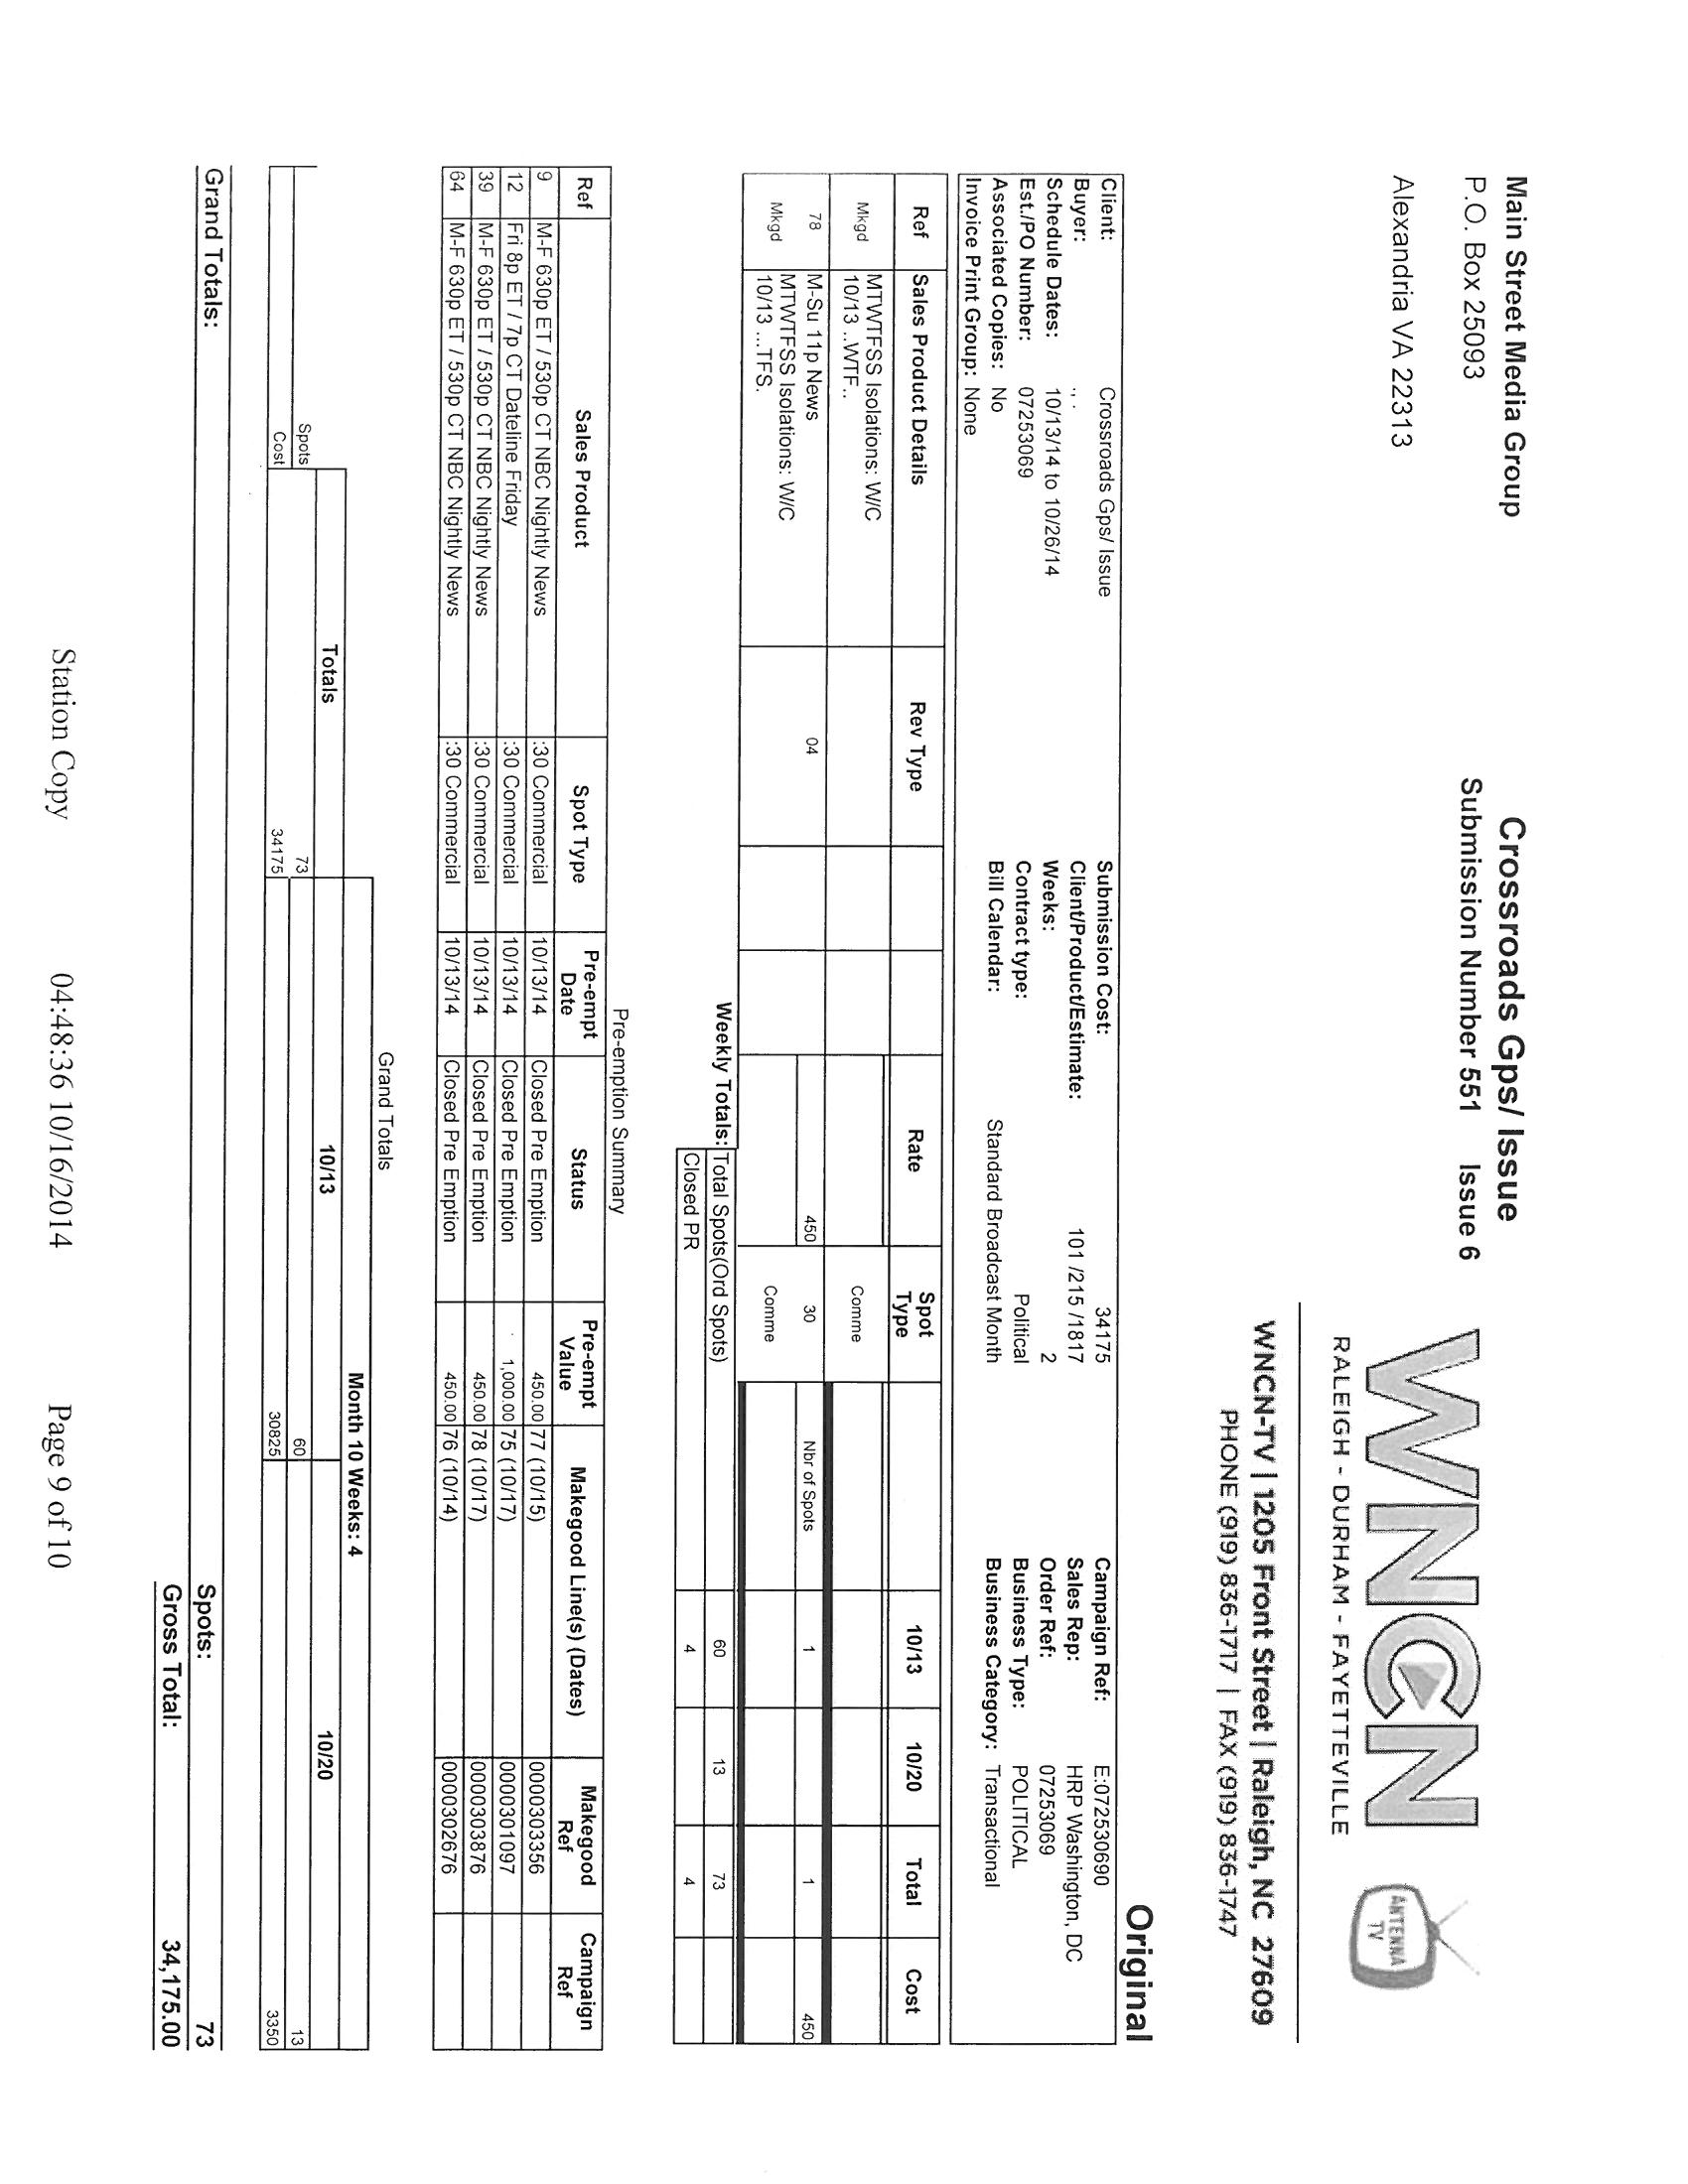 Main Street Media Group
P.O. Box 25093
Alexandria VA 22313
Crossroads Gps/ Issue
Submission Number 551 Issue 6
WNCN
RALEIGH - DURHAM - FAYETTEVILLE
ANTENNA TV
WNCN-TV | 1205 Front Street | Raleigh, NC 27609
PHONE (919) 836-1717 | FAX (919) 836-1747
Original
Client: Crossroads Gps/ Issue Submission Cost: 34175 Campaign Ref: E:072530690
Buyer: , . Client/Product/Estimate: 101 /215 /1817 Sales Rep: HRP Washington, DC
Schedule Dates: 10/13/14 to 10/26/14 Weeks: 2 Order Ref: 07253069
Est./PO Number: 07253069 Contract type: Political Business Type: POLITICAL
Associated Copies: No Bill Calendar: Standard Broadcast Month Business Category: Transactional
Invoice Print Group: None
Ref Sales Product Details Rev Type Rate Spot Type 10/13 10/20 Total Cost
MTWTFSS Isolations: W/C
Mkgd 10/13 ..WTF.. Comme
78 M-Su 11p News 04 450 30 Nbr of Spots 1 1 450
MTWTFSS Isolations: W/C
Mkgd 10/13 ...TFS. Comme
Weekly Totals: Total Spots(Ord Spots) 60 13 73
Closed PR 4 4
Pre-emption Summary
Ref Sales Product Spot Type Pre-empt Date Status Pre-empt Value Makegood Line(s) (Dates) Makegood Ref Campaign Ref
9 M-F 630p ET / 530p CT NBC Nightly News :30 Commercial 10/13/14 Closed Pre Emption 450.00 77 (10/15) 0000303356
12 Fri 8p ET / 7p CT Dateline Friday :30 Commercial 10/13/14 Closed Pre Emption 1,000.00 75 (10/17) 0000301097
39 M-F 630p ET / 530p CT NBC Nightly News :30 Commercial 10/13/14 Closed Pre Emption 450.00 78 (10/17) 0000303876
64 M-F 630p ET / 530p CT NBC Nightly News :30 Commercial 10/13/14 Closed Pre Emption 450.00 76 (10/14) 0000302676
Grand Totals
Month 10 Weeks: 4
Totals 10/13 10/20
Spots 73 60 13
Cost 34175 30825 3350
Grand Totals: Spots: 73
Gross Total: 34,175.00
Station Copy 04:48:36 10/16/2014 Page 9 of 10